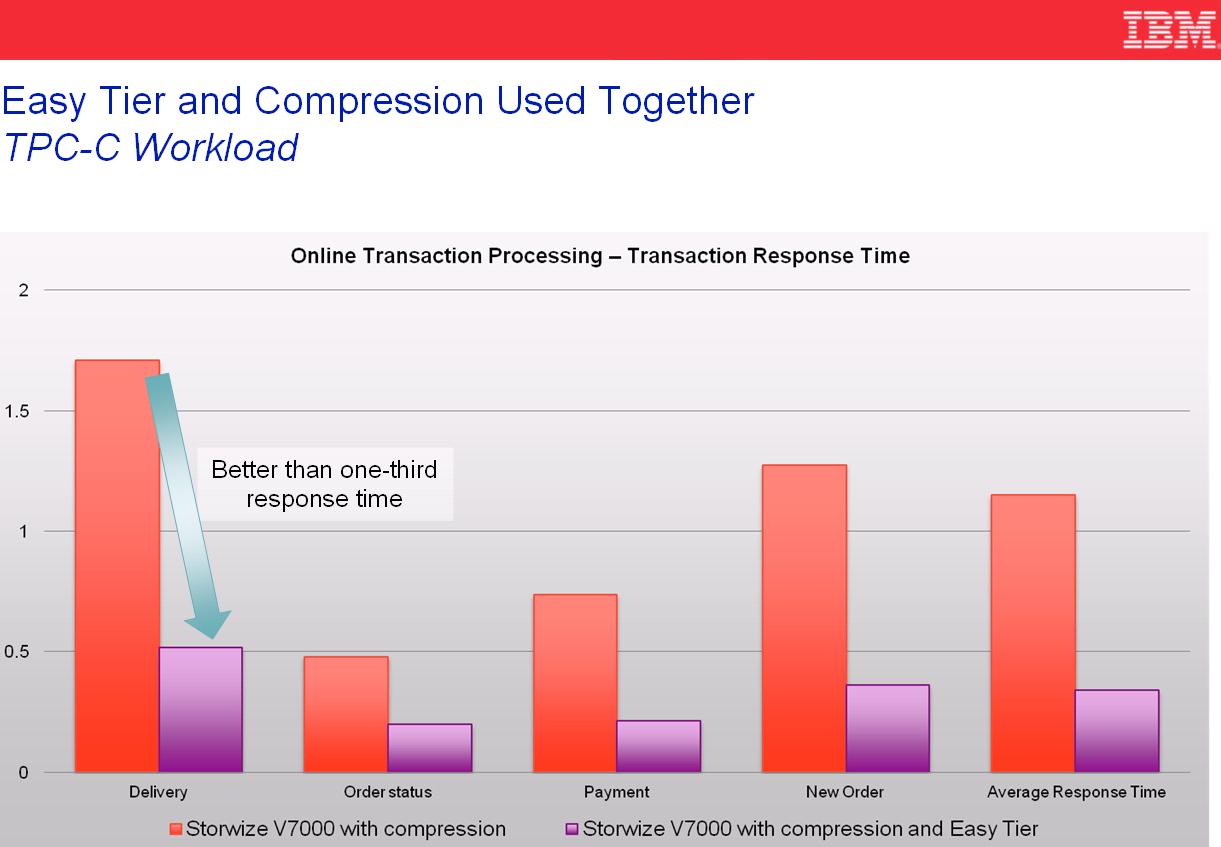 IBM
Easy Tier and Compression Used Together
TPC-C Workload
Online Transaction Processing – Transaction Response Time
2
1.5
1
0.5
0
Better than one-third
response time
Delivery
Order status
Payment
New Order
Average Response Time
Storwize V7000 with compression
Storwize V7000 with compression and Easy Tier